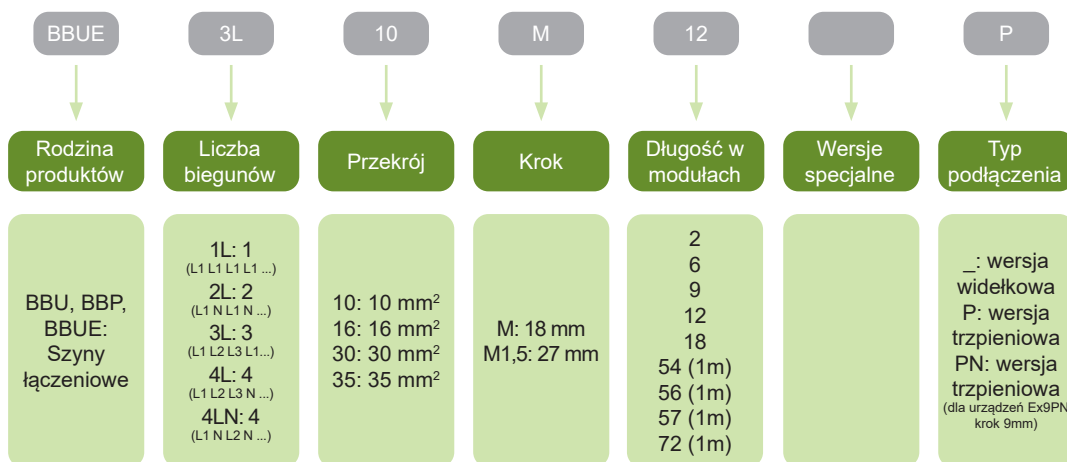 BBUE
3L
10
M
12
P
Rodzina
produktów
Liczba
biegunów
Przekrój
Krok
Długość w
modułach
Wersje
specjalne
Typ
podłączenia
BBU, BBP,
BBUE:
Szyny
łączeniowe
1L: 1
(L1 L1 L1 L1 ...)
2L: 2
(L1 N L1 N ...)
3L: 3
(L1 L2 L3 L1...)
4L: 4
(L1 L2 L3 N ...)
4LN: 4
(L1 N L2 N ...)
10: 10 mm²
16: 16 mm²
30: 30 mm²
35: 35 mm²
M: 18 mm
M1,5: 27 mm
2
6
9
12
18
54 (1m)
56 (1m)
57 (1m)
72 (1m)
_: wersja
widełkowa
P: wersja
trzpieniowa
PN: wersja
trzpieniowa
(dla urządzeń Ex9PN
krok 9mm)